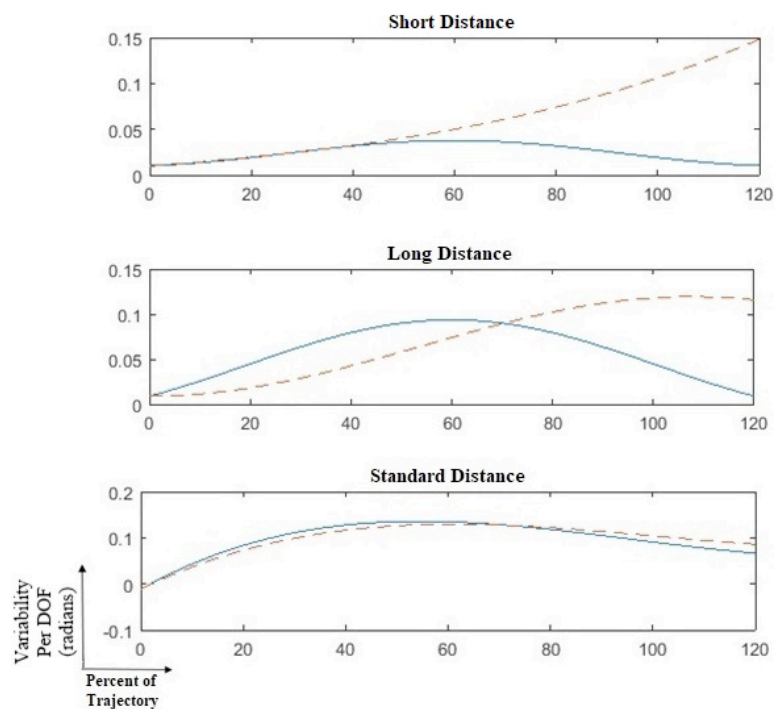 Short Distance
0.15
0.1
0.05
0
0 20 40 60 80 100 120
Long Distance
0.15
0.1
0.05
0
0 20 40 60 80 100 120
Standard Distance
0.2
0.1
0
-0.1
0 20 40 60 80 100 120
Variability
Per DOF
(radians)
Percent of
Trajectory